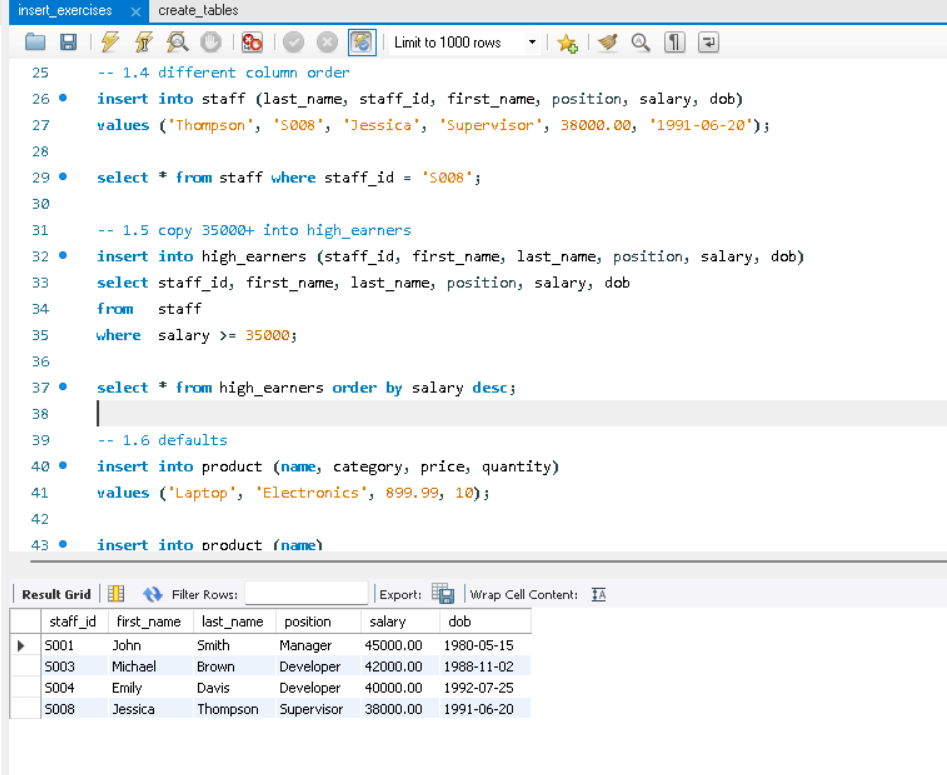 insert_exercises × create_tables
Limit to 1000 rows
25 -- 1.4 different column order
26 insert into staff (last_name, staff_id, first_name, position, salary, dob)
27 values ('Thompson', 'S008', 'Jessica', 'Supervisor', 38000.00, '1991-06-20');
28
29 select * from staff where staff_id = 'S008';
30
31 -- 1.5 copy 35000+ into high_earners
32 insert into high_earners (staff_id, first_name, last_name, position, salary, dob)
33 select staff_id, first_name, last_name, position, salary, dob
34 from staff
35 where salary >= 35000;
36
37 select * from high_earners order by salary desc;
38
39 -- 1.6 defaults
40 insert into product (name, category, price, quantity)
41 values ('Laptop', 'Electronics', 899.99, 10);
42
43 insert into product (name)
Result Grid Filter Rows: Export: Wrap Cell Content: IA
staff_id first_name last_name position salary dob
S001 John Smith Manager 45000.00 1980-05-15
S003 Michael Brown Developer 42000.00 1988-11-02
S004 Emily Davis Developer 40000.00 1992-07-25
S008 Jessica Thompson Supervisor 38000.00 1991-06-20